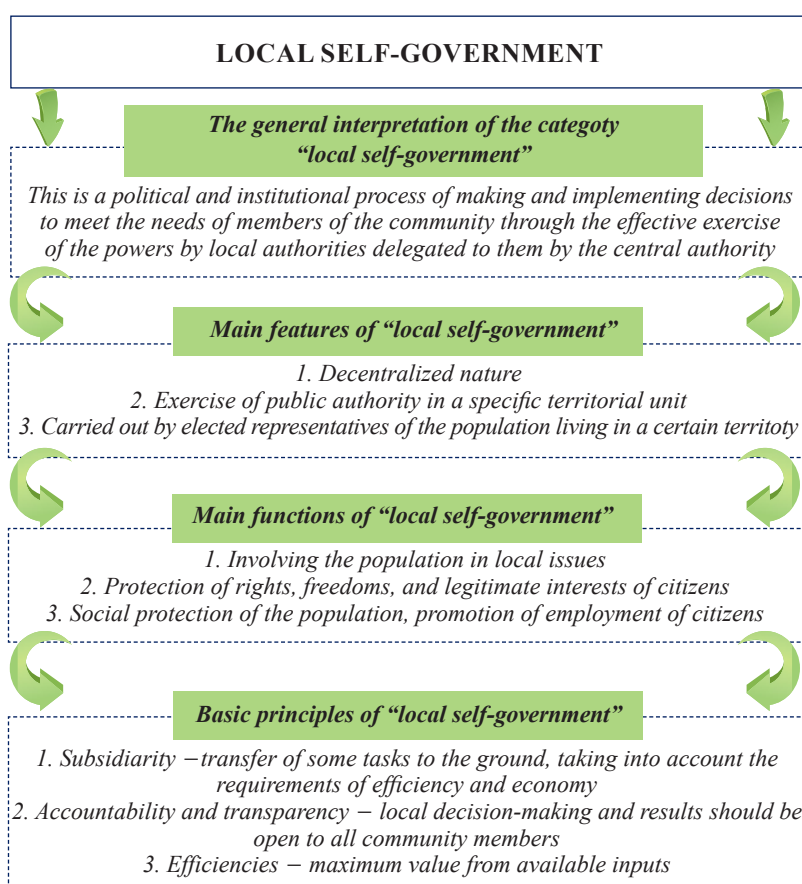 LOCAL SELF-GOVERNMENT
The general interpretation of the categoty
“local self-government”
This is a political and institutional process of making and implementing decisions
to meet the needs of members of the community through the effective exercise
of the powers by local authorities delegated to them by the central authority
Main features of “local self-government”
1. Decentralized nature
2. Exercise of public authority in a specific territorial unit
3. Carried out by elected representatives of the population living in a certain territoty
Main functions of “local self-government”
1. Involving the population in local issues
2. Protection of rights, freedoms, and legitimate interests of citizens
3. Social protection of the population, promotion of employment of citizens
Basic principles of “local self-government”
1. Subsidiarity –transfer of some tasks to the ground, taking into account the
requirements of efficiency and economy
2. Accountability and transparency – local decision-making and results should be
open to all community members
3. Efficiencies – maximum value from available inputs